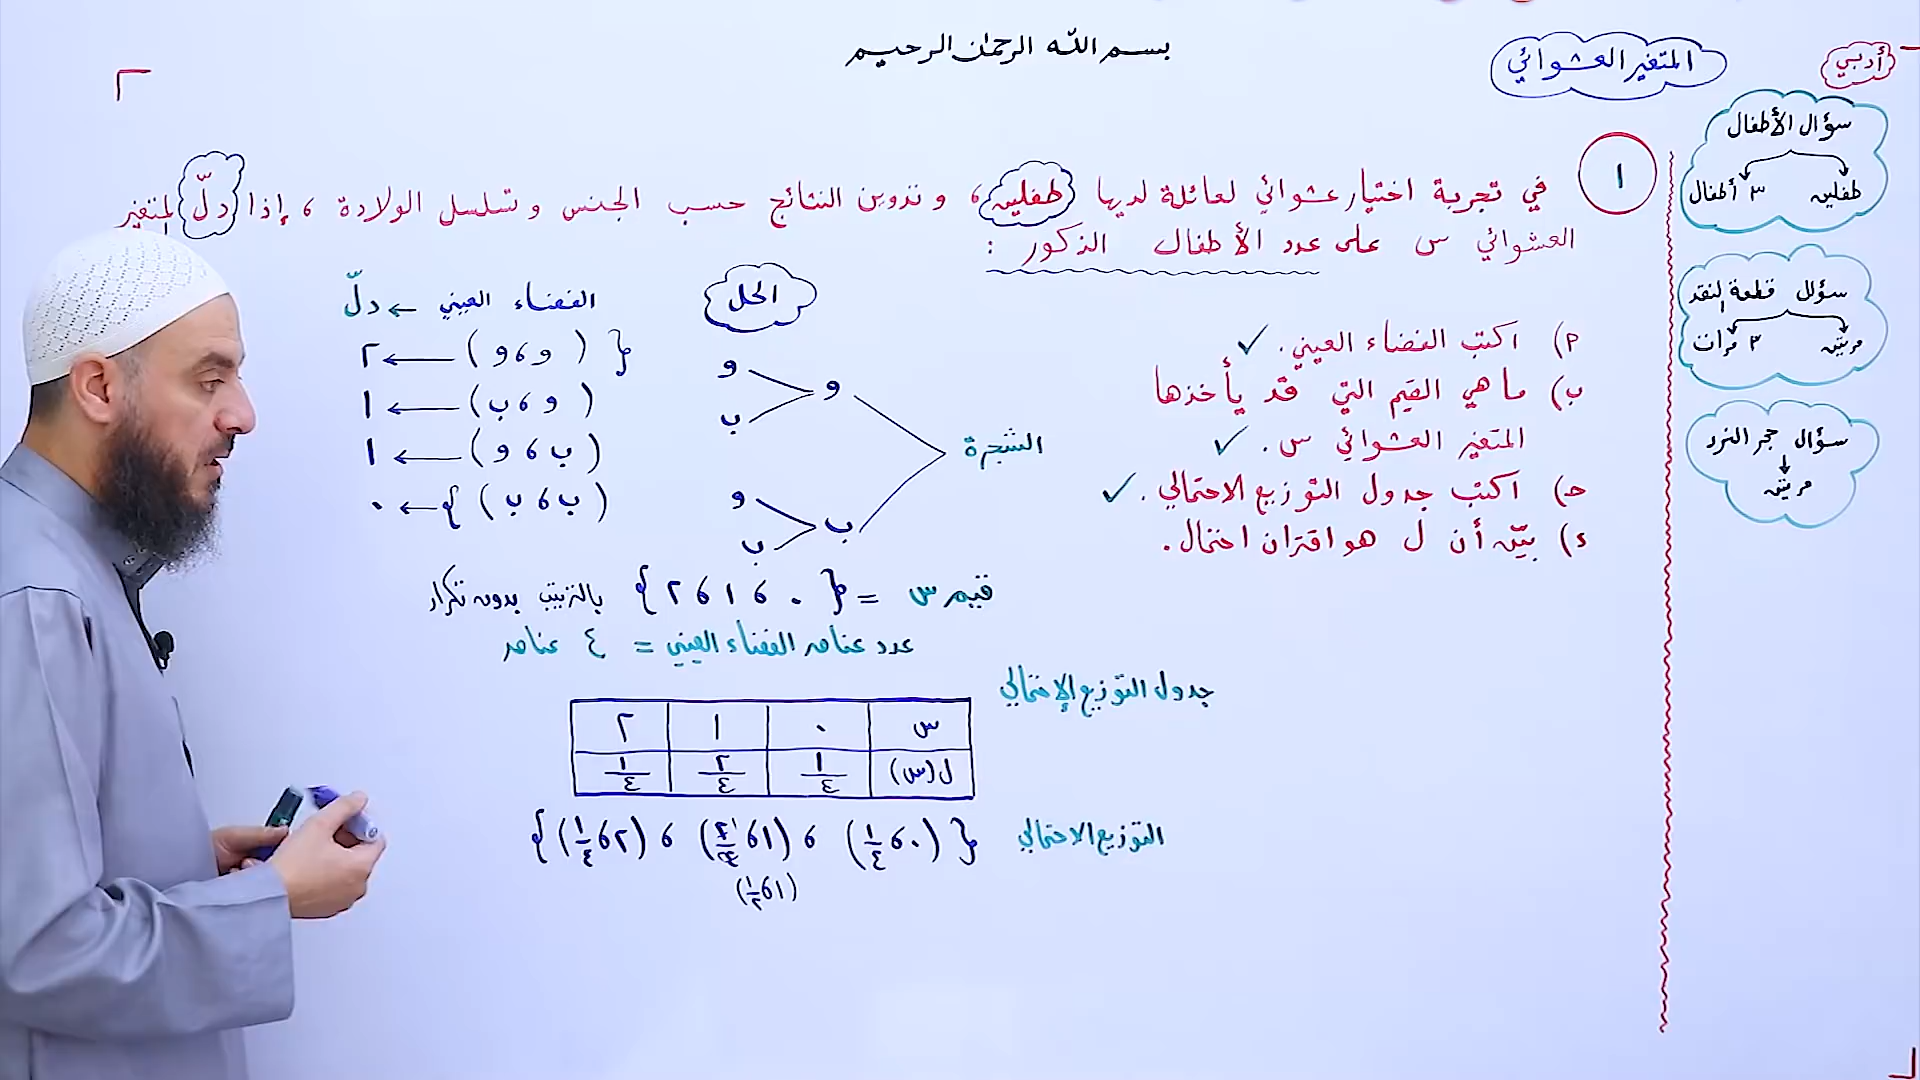 بسم الله الرحمن الرحيم
أدبي
المتغير العشوائي
سؤال الأطفال
طفلين
٣ أطفال
سؤال قطعة النقد
مرتين
٣ مرات
سؤال حجر النرد
مرتين
١
في تجربة اختيار عشوائي لعائلة لديها طفلين ، و تدوين النتائج حسب الجنس وتسلسل الولادة ، إذا دلّ المتغير
العشوائي س على عدد الأطفال الذكور :
أ) اكتب الفضاء العيني . ✓
ب) ما هي القيم التي قد يأخذها
المتغير العشوائي س . ✓
جـ) اكتب جدول التوزيع الاحتمالي . ✓
د) بيّن أن ل هو اقتران احتمال .
الحل
الشجرة
و
و
ب
ب
و
ب
الفضاء العيني ← دلّ
{ (و ، و) ← ٢
(و ، ب) ← ١
(ب ، و) ← ١
(ب ، ب) } ← ٠
قيم س = { ٠ ، ١ ، ٢ } بالترتيب بدون تكرار
عدد عناصر الفضاء العيني = ٤ عناصر
جدول التوزيع الإحتمالي
س ٠ ١ ٢
ل(س) ١/٤ ٢/٤ ١/٤
التوزيع الاحتمالي { (٠ ، ١/٤) ، (١ ، ٢/٤) ، (٢ ، ١/٤) }
(١ ، ١/٢)